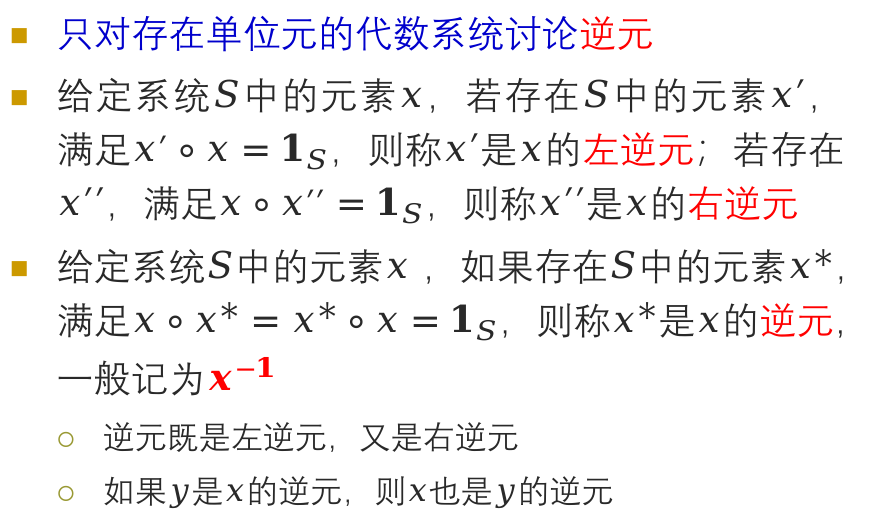 只对存在单位元的代数系统讨论逆元
给定系统S中的元素x，若存在S中的元素x′，
满足x′∘x = 1_S，则称x′是x的左逆元；若存在
x′′，满足x∘x′′ = 1_S，则称x′′是x的右逆元
给定系统S中的元素x ，如果存在S中的元素x*，
满足x∘x* = x*∘x = 1_S，则称x*是x的逆元，
一般记为x⁻¹
逆元既是左逆元，又是右逆元
如果y是x的逆元，则x也是y的逆元